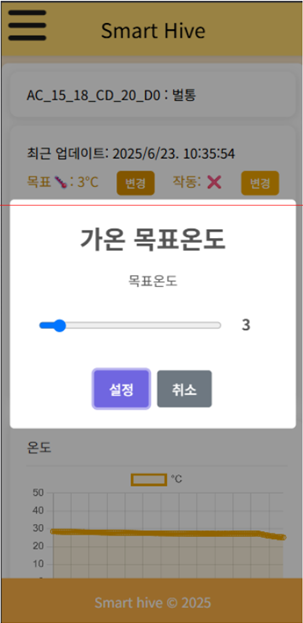 Smart Hive
AC_15_18_CD_20_D0 : 벌통
최근 업데이트: 2025/6/23. 10:35:54
목표🌡️: 3°C 변경 작동: ❌ 변경
가온 목표온도
목표온도
3
설정 취소
온도
°C
50
40
30
20
10
0
Smart hive © 2025